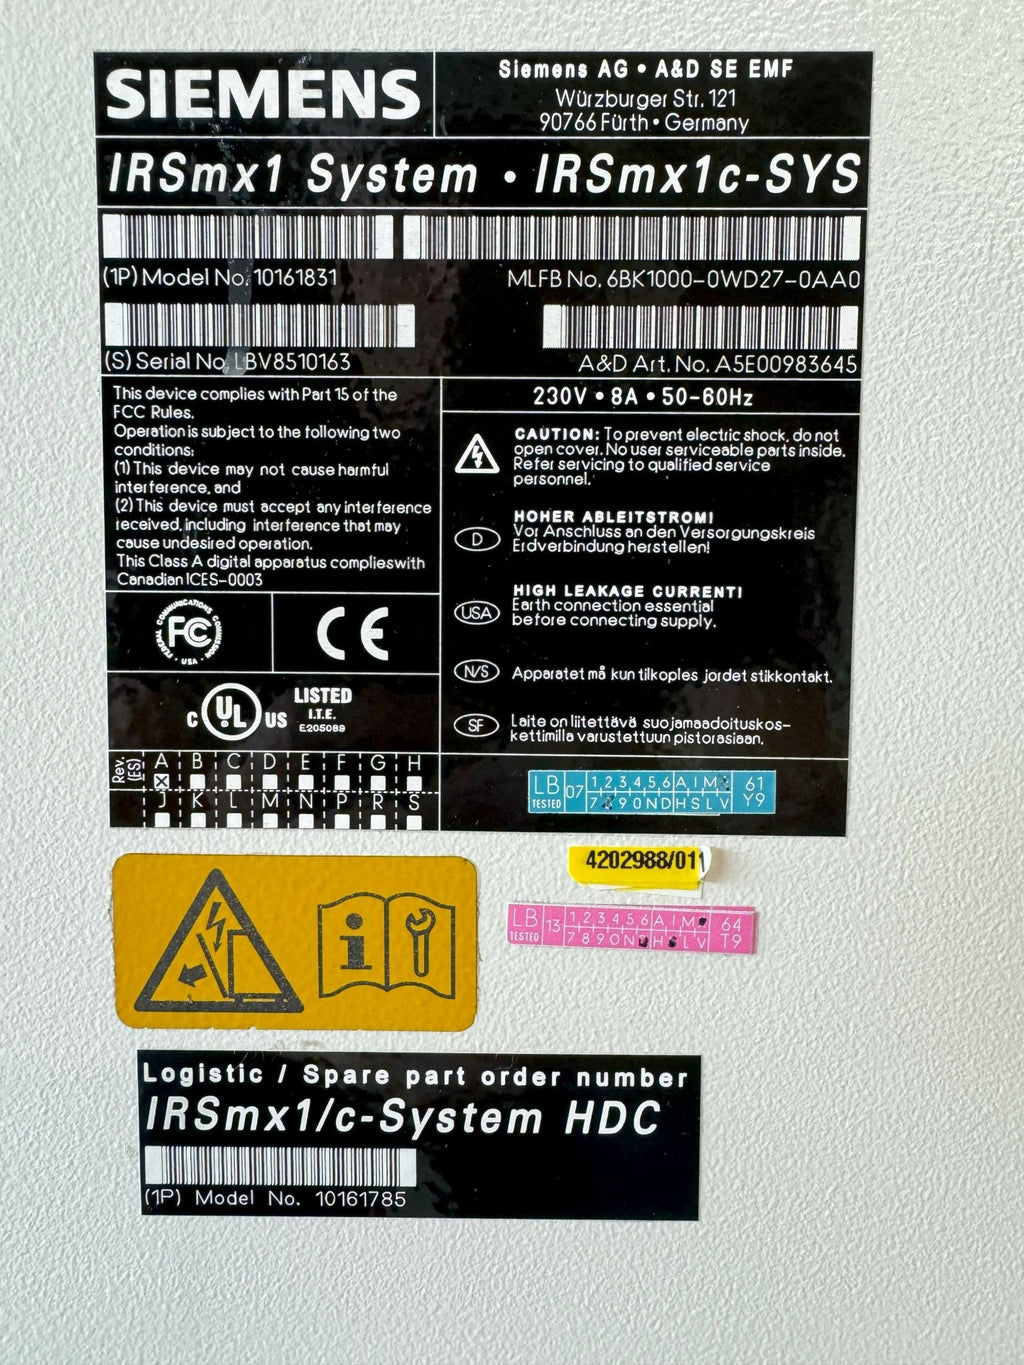 SIEMENS
Siemens AG • A&D SE EMF
Würzburger Str. 121
90766 Fürth • Germany
IRSmx1 System • IRSmx1c-SYS
(1P) Model No. 10161831
MLFB No. 6BK1000-0WD27-0AA0
(S) Serial No. LBV8510163
A&D Art. No. A5E00983645
This device complies with Part 15 of the
FCC Rules.
Operation is subject to the following two
conditions:
(1) This device may not cause harmful
interference, and
(2) This device must accept any interference
received, including interference that may
cause undesired operation.
This Class A digital apparatus complieswith
Canadian ICES-0003
FEDERAL COMMUNICATIONS COMMISSION • USA •
FC
CE
C UL US
LISTED
I.T.E.
E205089
Rev. (ES)
A B C D E F G H
J K L M N P R S
230V • 8A • 50-60Hz
CAUTION: To prevent electric shock, do not
open cover. No user serviceable parts inside.
Refer servicing to qualified service
personnel.
D
HOHER ABLEITSTROM!
Vor Anschluss an den Versorgungskreis
Erdverbindung herstellen!
USA
HIGH LEAKAGE CURRENT!
Earth connection essential
before connecting supply.
N/S
Apparatet må kun tilkoples jordet stikkontakt.
SF
Laite on liitettävä suojamaadoituskos-
kettimilla varustettuun pistorasiaan.
LB 07 1 2 3 4 5 6 A I M 61
TESTED 7 9 0 N D H S L V Y9
4202988/011
LB 13 1 2 3 4 5 6 A I M 64
TESTED 7 8 9 0 N H L V T9
i
Logistic / Spare part order number
IRSmx1/c-System HDC
(1P) Model No. 10161785